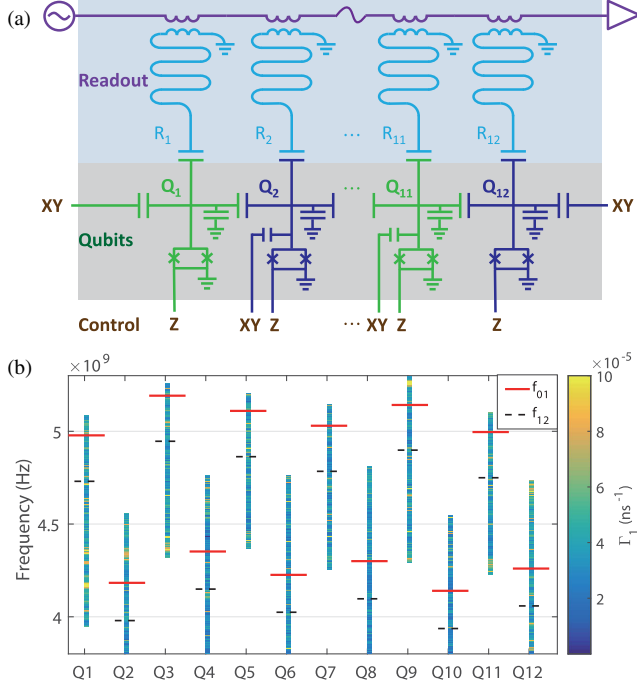 (a)
Readout
R1 R2 ... R11 R12
Q1 Q2 ... Q11 Q12
XY XY
Qubits
Control Z XY Z ... XY Z Z
(b)
×10^9
×10^-5
f01
f12
5
4.5
4
Frequency (Hz)
10
8
6
4
2
Γ1 (ns^-1)
Q1 Q2 Q3 Q4 Q5 Q6 Q7 Q8 Q9 Q10 Q11 Q12